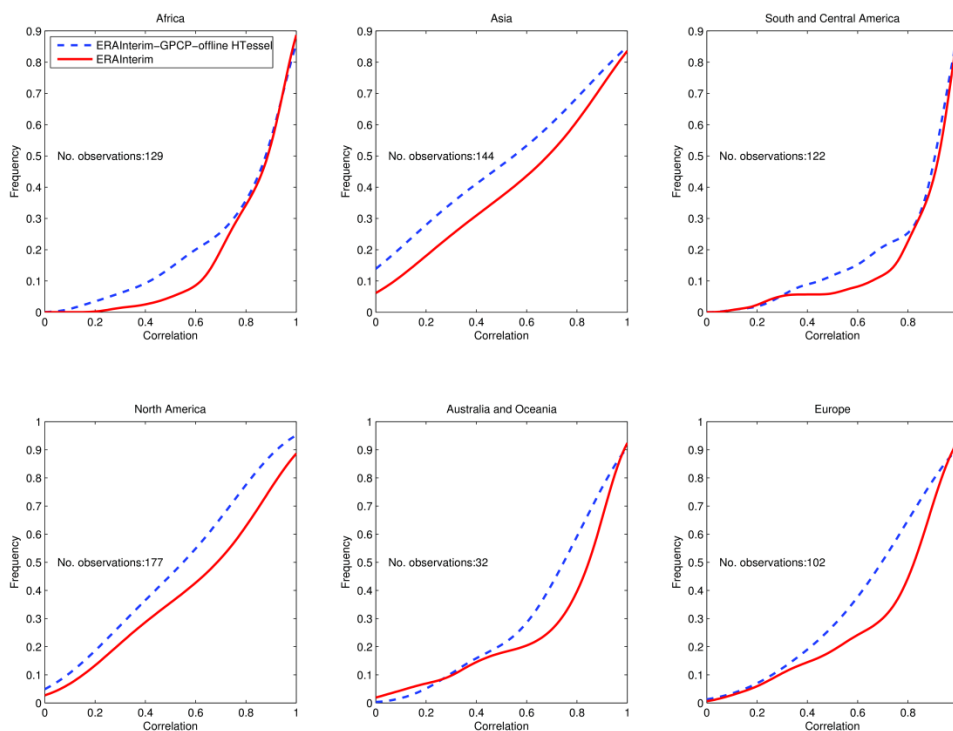 Africa
0.9
0.8
0.7
0.6
0.5
0.4
0.3
0.2
0.1
0
Frequency
ERAInterim-GPCP-offline HTessel
ERAInterim
No. observations:129
0 0.2 0.4 0.6 0.8 1
Correlation
Asia
0.9
0.8
0.7
0.6
0.5
0.4
0.3
0.2
0.1
0
Frequency
No. observations:144
0 0.2 0.4 0.6 0.8 1
Correlation
South and Central America
0.9
0.8
0.7
0.6
0.5
0.4
0.3
0.2
0.1
0
Frequency
No. observations:122
0 0.2 0.4 0.6 0.8
Correlation
North America
1
0.9
0.8
0.7
0.6
0.5
0.4
0.3
0.2
0.1
0
Frequency
No. observations:177
0 0.2 0.4 0.6 0.8 1
Correlation
Australia and Oceania
1
0.9
0.8
0.7
0.6
0.5
0.4
0.3
0.2
0.1
0
Frequency
No. observations:32
0 0.2 0.4 0.6 0.8 1
Correlation
Europe
1
0.9
0.8
0.7
0.6
0.5
0.4
0.3
0.2
0.1
0
Frequency
No. observations:102
0 0.2 0.4 0.6 0.8
Correlation